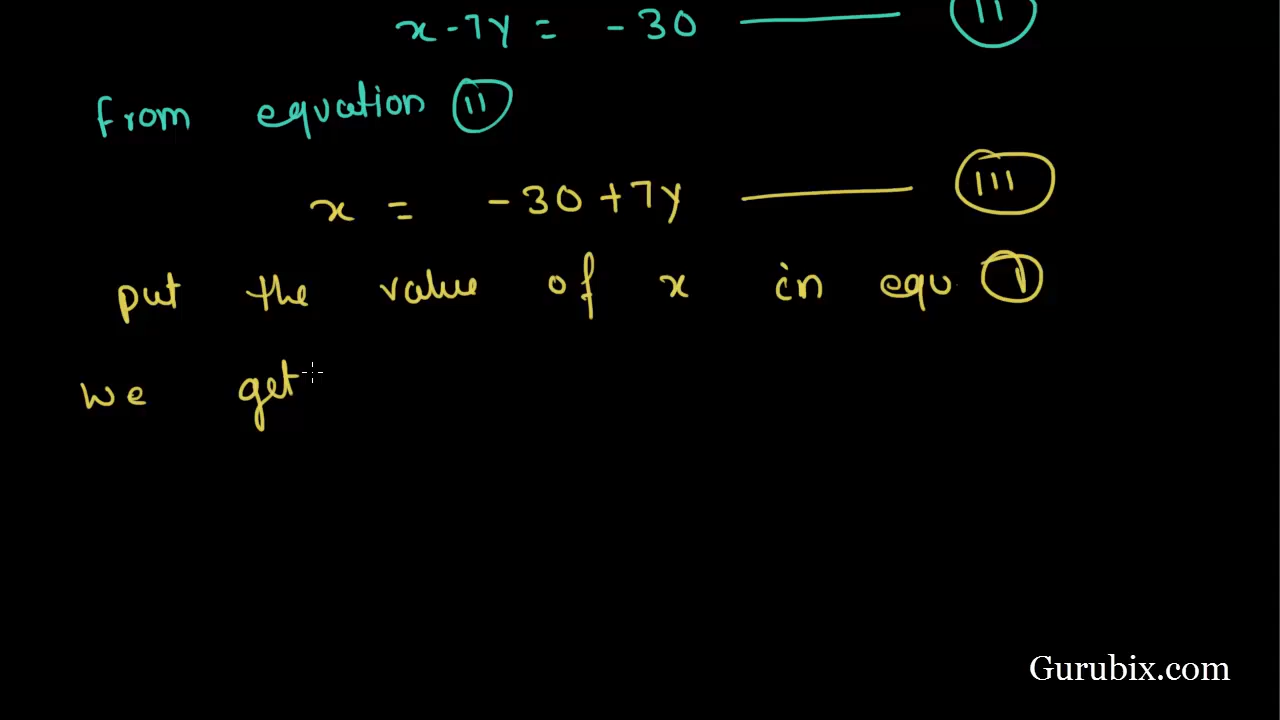 x - 7y = -30 ——— (II)
from equation (II)
x = -30 + 7y ——— (III)
put the value of x in equ (I)
we get
Gurubix.com